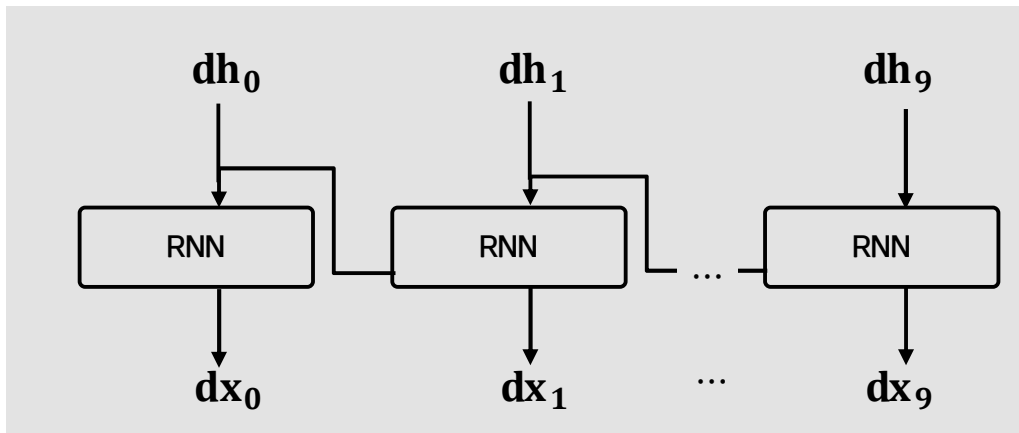 dh₀ dh₁ dh₉
RNN RNN ... RNN
dx₀ dx₁ ... dx₉